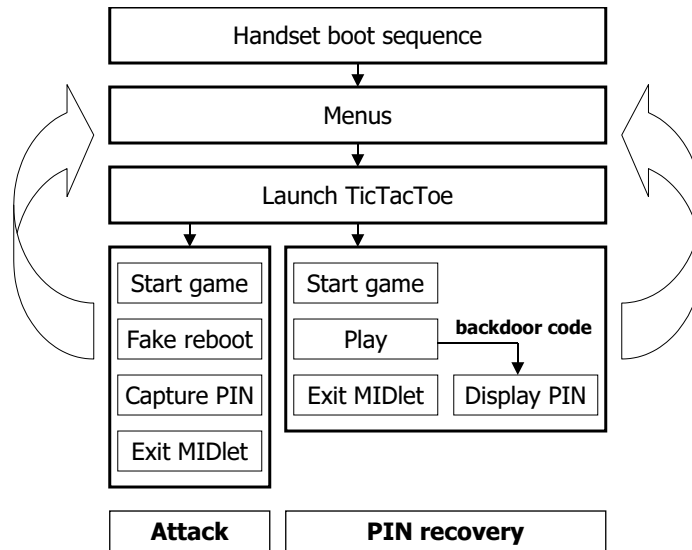 Handset boot sequence
Menus
Launch TicTacToe
Start game
Fake reboot
Capture PIN
Exit MIDlet
Start game
Play
backdoor code
Exit MIDlet
Display PIN
Attack
PIN recovery